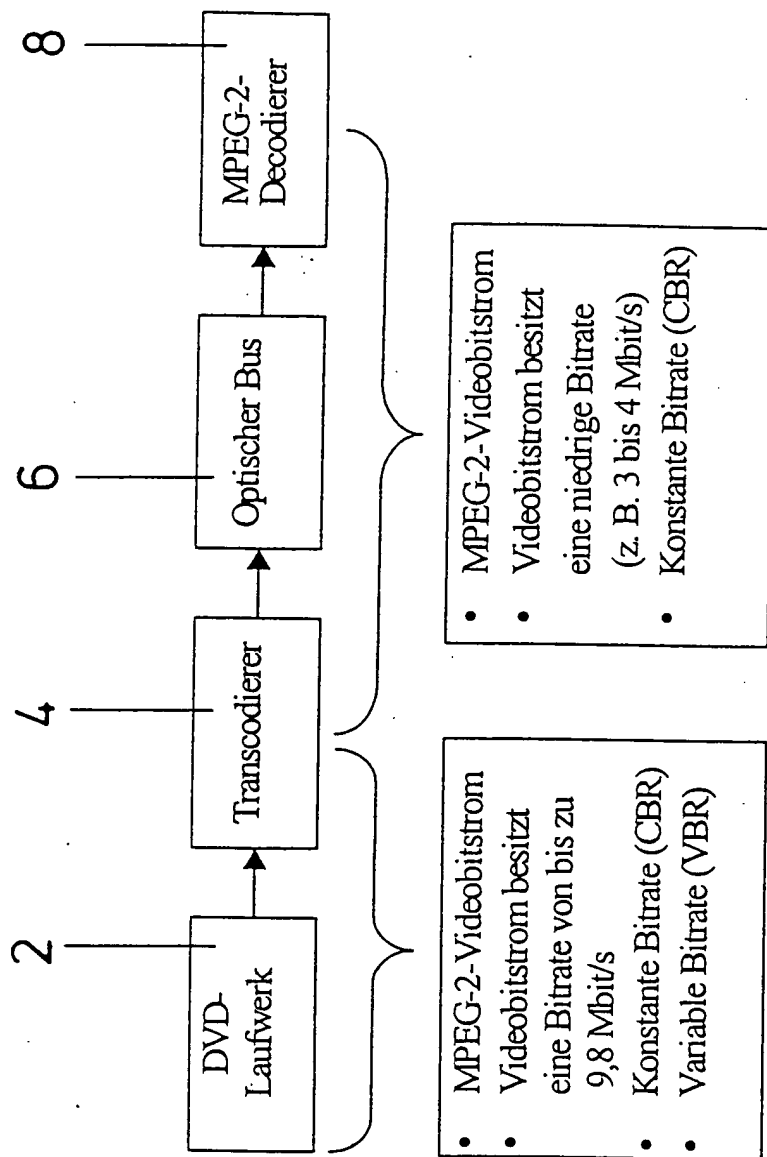 2
4
6
8
DVD-
Laufwerk
Transcodierer
Optischer Bus
MPEG-2-
Decodierer
• MPEG-2-Videobitstrom
• Videobitstrom besitzt
eine Bitrate von bis zu
9,8 Mbit/s
• Konstante Bitrate (CBR)
• Variable Bitrate (VBR)
• MPEG-2-Videobitstrom
• Videobitstrom besitzt
eine niedrige Bitrate
(z. B. 3 bis 4 Mbit/s)
• Konstante Bitrate (CBR)